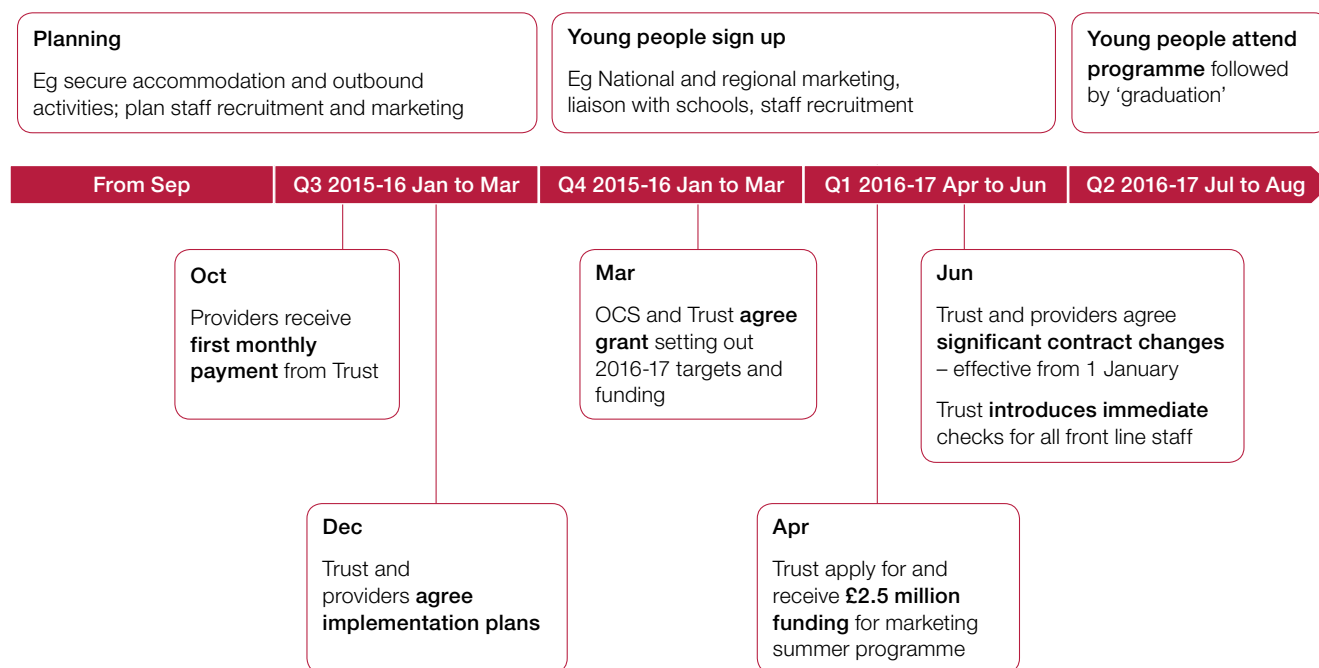 Planning
Eg secure accommodation and outbound
activities; plan staff recruitment and marketing
Young people sign up
Eg National and regional marketing,
liaison with schools, staff recruitment
Young people attend
programme followed
by ‘graduation’
From Sep
Q3 2015-16 Jan to Mar
Q4 2015-16 Jan to Mar
Q1 2016-17 Apr to Jun
Q2 2016-17 Jul to Aug
Oct
Providers receive
first monthly
payment from Trust
Mar
OCS and Trust agree
grant setting out
2016-17 targets and
funding
Jun
Trust and providers agree
significant contract changes
– effective from 1 January
Trust introduces immediate
checks for all front line staff
Dec
Trust and
providers agree
implementation plans
Apr
Trust apply for and
receive £2.5 million
funding for marketing
summer programme